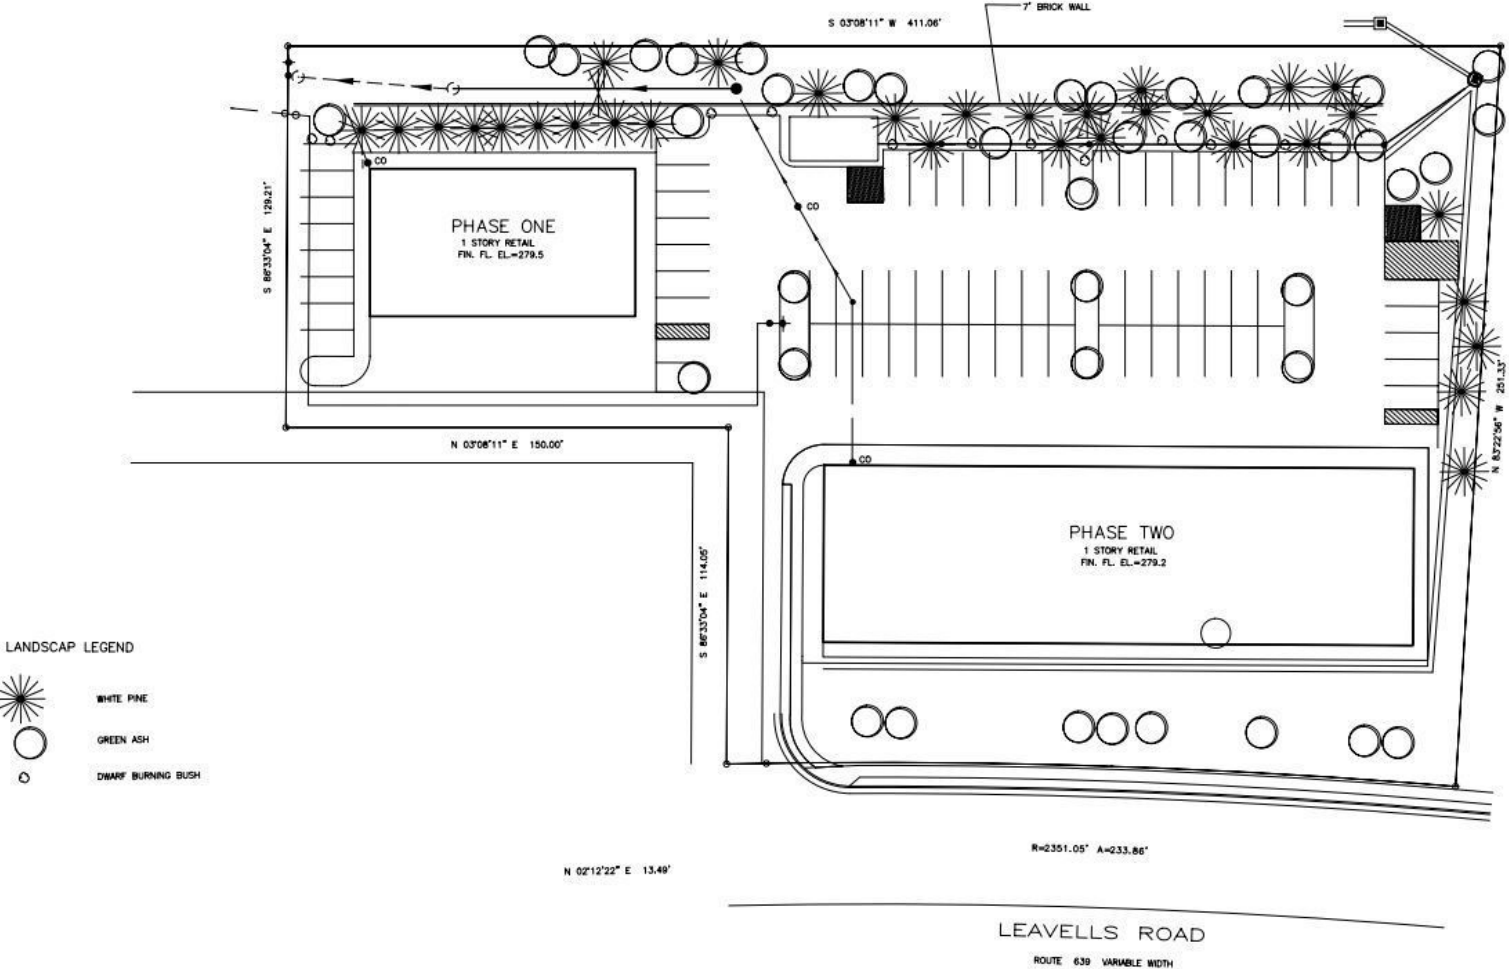 7' BRICK WALL
S 03°08'11" W 411.06'
CO
CO
PHASE ONE
1 STORY RETAIL
FIN. FL. EL.=279.5
S 86°33'04" E 129.21'
N 83°22'56" W 251.33'
N 03°08'11" E 150.00'
CO
PHASE TWO
1 STORY RETAIL
FIN. FL. EL.=279.2
S 86°33'04" E 114.05'
LANDSCAP LEGEND
WHITE PINE
GREEN ASH
DWARF BURNING BUSH
R=2351.05' A=233.86'
N 02°12'22" E 13.49'
LEAVELLS ROAD
ROUTE 639 VARIABLE WIDTH